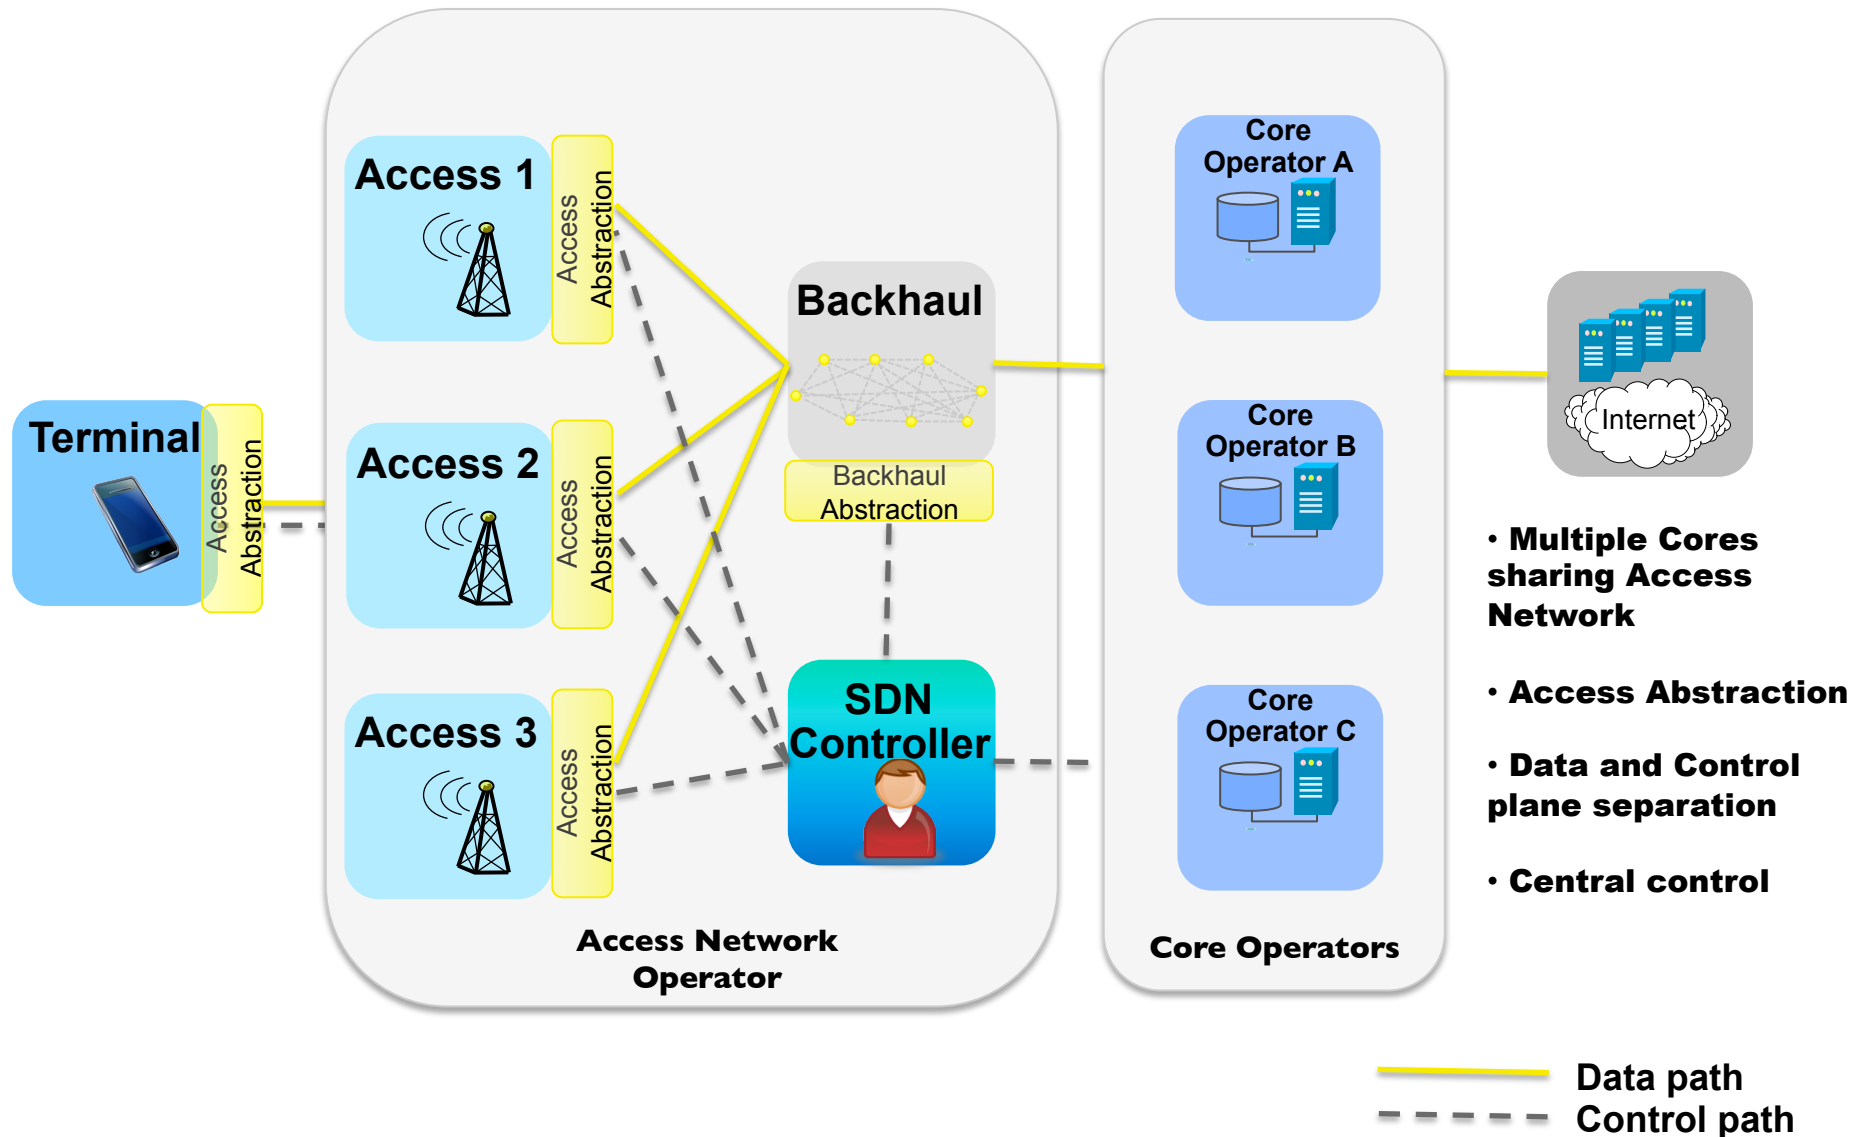 Terminal
Access
Abstraction
Access 1
Access
Abstraction
Access 2
Access
Abstraction
Access 3
Access
Abstraction
Backhaul
Backhaul
Abstraction
SDN
Controller
Access Network
Operator
Core
Operator A
Core
Operator B
Core
Operator C
Core Operators
Internet
• Multiple Cores
sharing Access
Network
• Access Abstraction
• Data and Control
plane separation
• Central control
Data path
Control path